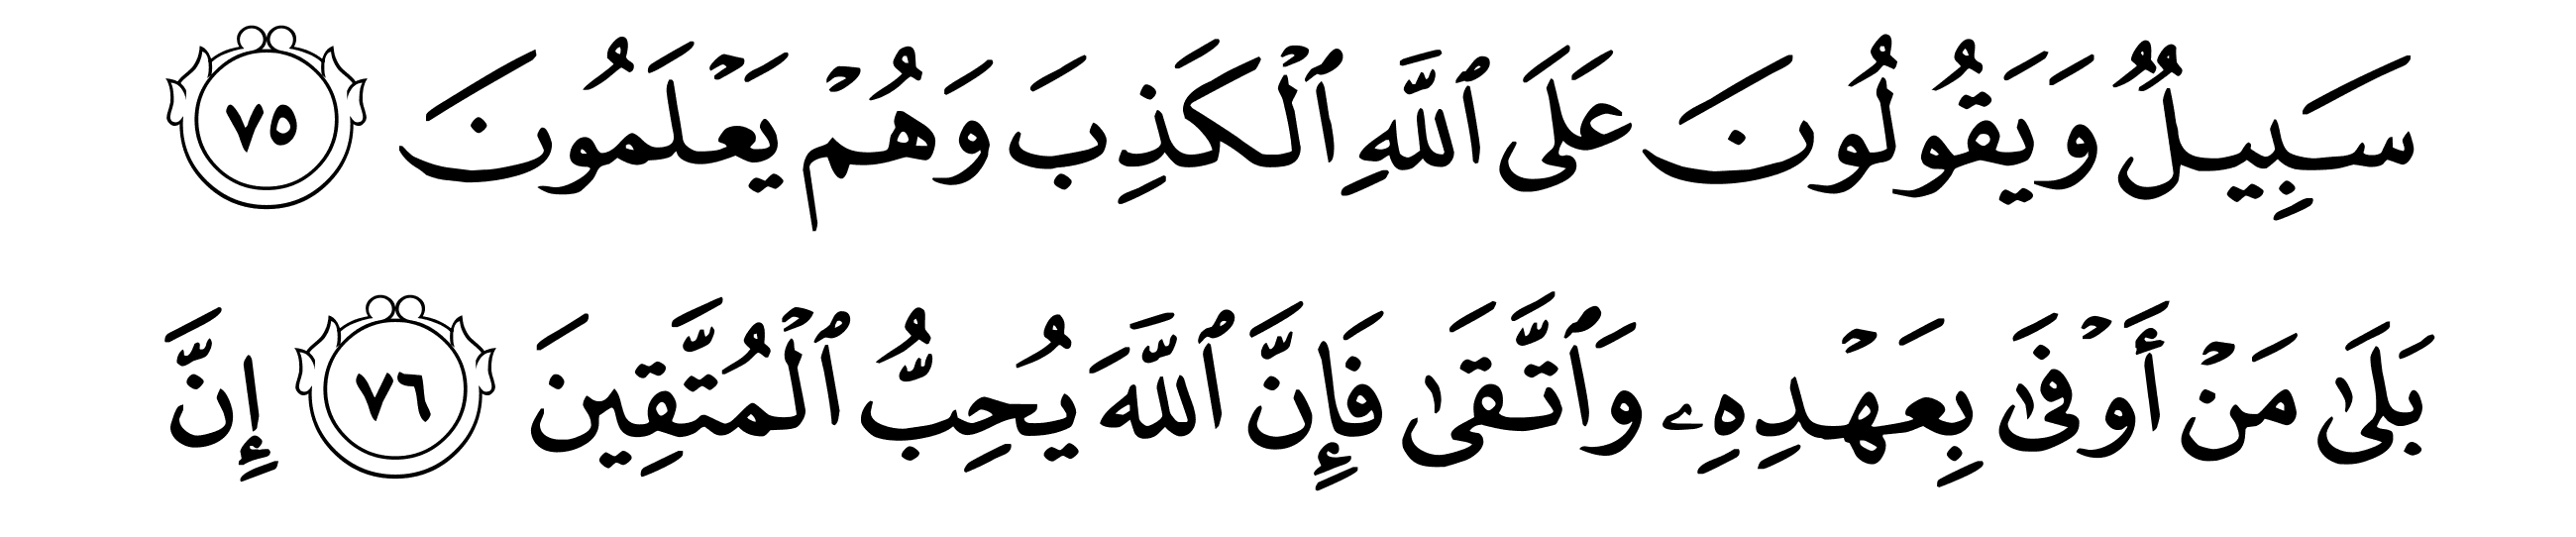 سَبِيلٌ وَيَقُولُونَ عَلَى ٱللَّهِ ٱلْكَذِبَ وَهُمْ يَعْلَمُونَ ٧٥
بَلَىٰ مَنْ أَوْفَىٰ بِعَهْدِهِۦ وَٱتَّقَىٰ فَإِنَّ ٱللَّهَ يُحِبُّ ٱلْمُتَّقِينَ ٧٦ إِنَّ